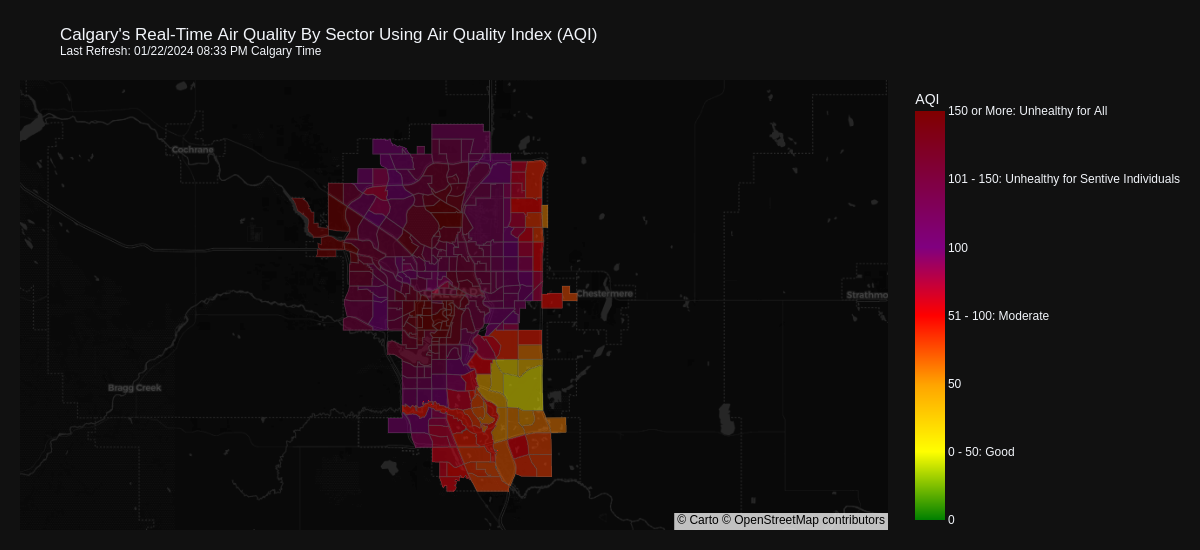 Calgary's Real-Time Air Quality By Sector Using Air Quality Index (AQI)
Last Refresh: 01/22/2024 08:33 PM Calgary Time
AQI
150 or More: Unhealthy for All
Cochrane
101 - 150: Unhealthy for Sentive Individuals
100
CALGARY
Chestermere
Strathmo
51 - 100: Moderate
Bragg Creek
50
0 - 50: Good
0
© Carto © OpenStreetMap contributors